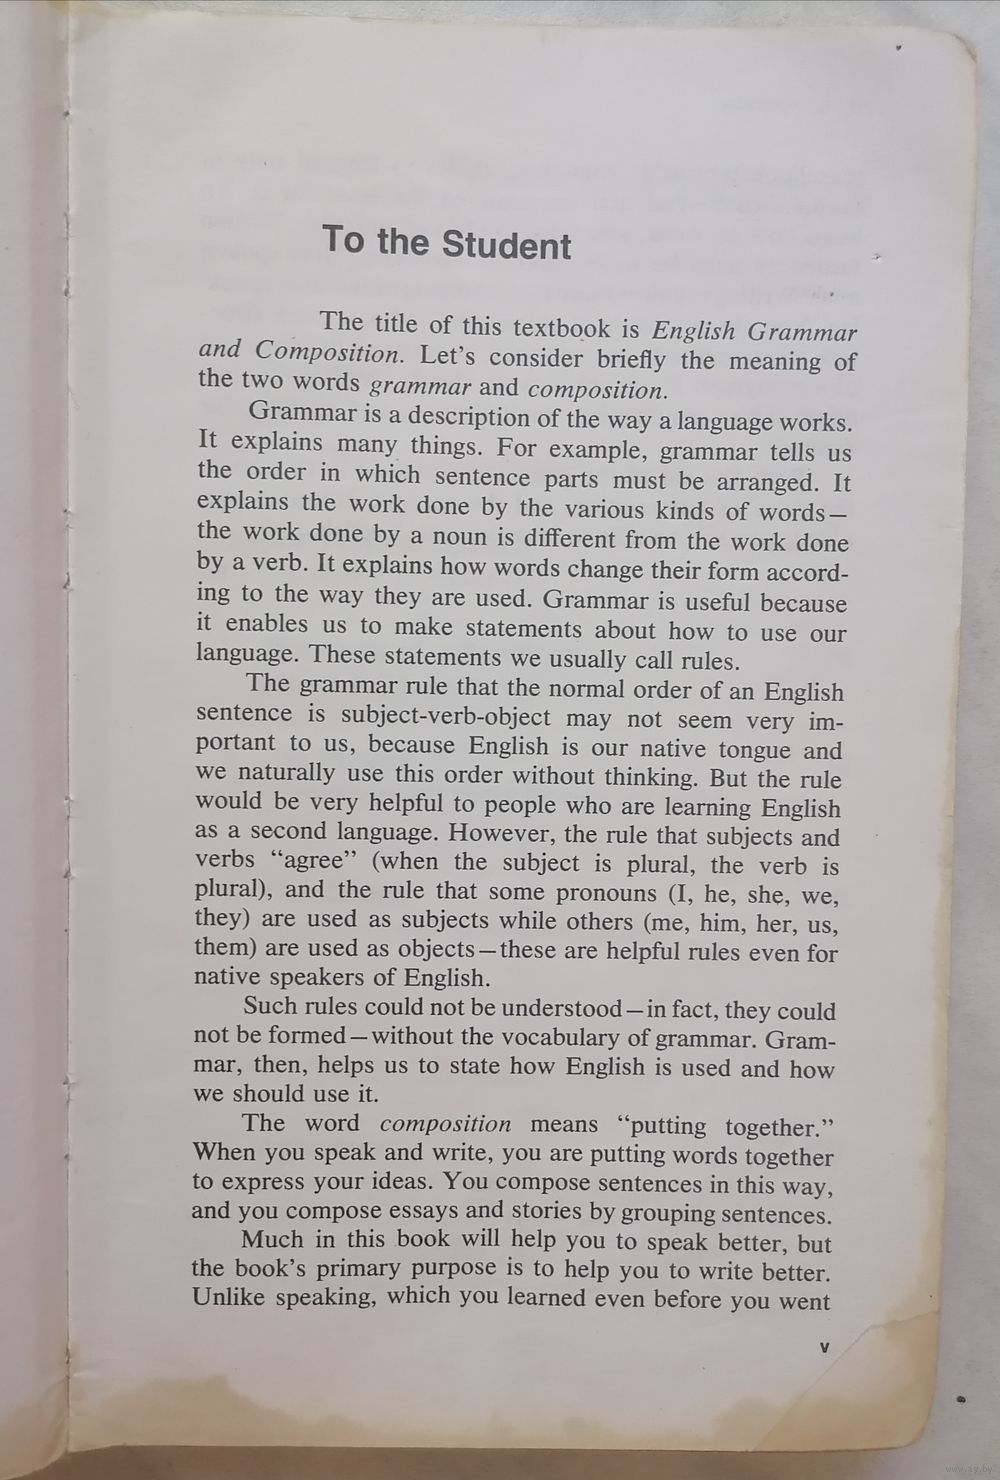 To the Student
The title of this textbook is English Grammar
and Composition. Let's consider briefly the meaning of
the two words grammar and composition.
Grammar is a description of the way a language works.
It explains many things. For example, grammar tells us
the order in which sentence parts must be arranged. It
explains the work done by the various kinds of words—
the work done by a noun is different from the work done
by a verb. It explains how words change their form accord-
ing to the way they are used. Grammar is useful because
it enables us to make statements about how to use our
language. These statements we usually call rules.
The grammar rule that the normal order of an English
sentence is subject-verb-object may not seem very im-
portant to us, because English is our native tongue and
we naturally use this order without thinking. But the rule
would be very helpful to people who are learning English
as a second language. However, the rule that subjects and
verbs “agree” (when the subject is plural, the verb is
plural), and the rule that some pronouns (I, he, she, we,
they) are used as subjects while others (me, him, her, us,
them) are used as objects—these are helpful rules even for
native speakers of English.
Such rules could not be understood—in fact, they could
not be formed—without the vocabulary of grammar. Gram-
mar, then, helps us to state how English is used and how
we should use it.
The word composition means “putting together.”
When you speak and write, you are putting words together
to express your ideas. You compose sentences in this way,
and you compose essays and stories by grouping sentences.
Much in this book will help you to speak better, but
the book's primary purpose is to help you to write better.
Unlike speaking, which you learned even before you went
v
www.ay.by